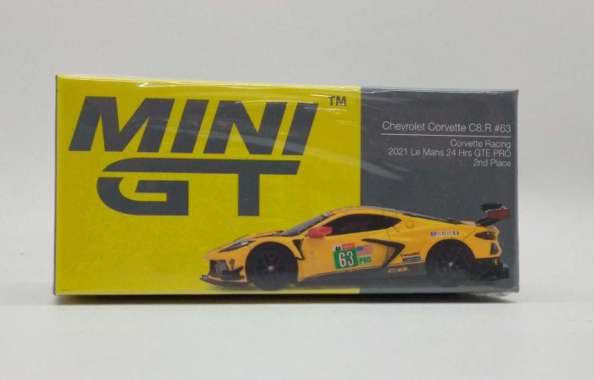 MINI
GT
TM
Chevrolet Corvette C8.R #63
Corvette Racing
2021 Le Mans 24 Hrs GTE PRO
2nd Place
63
PRO